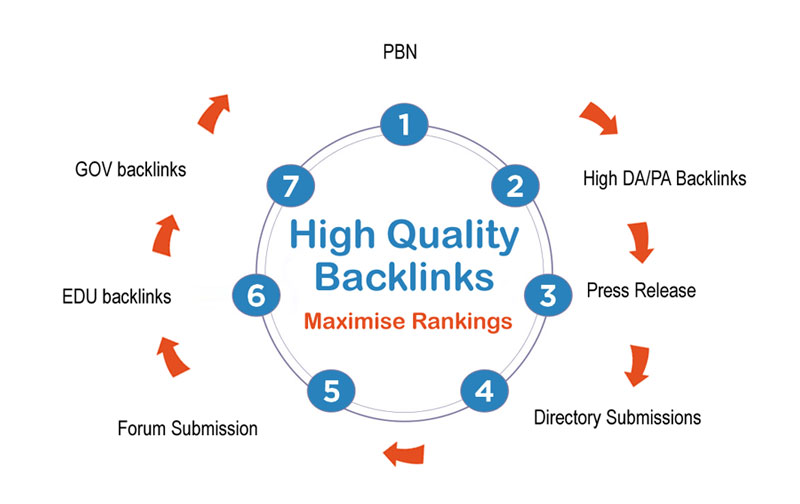 PBN
1
2
High DA/PA Backlinks
3
Press Release
4
Directory Submissions
5
Forum Submission
6
EDU backlinks
7
GOV backlinks
High Quality
Backlinks
Maximise Rankings